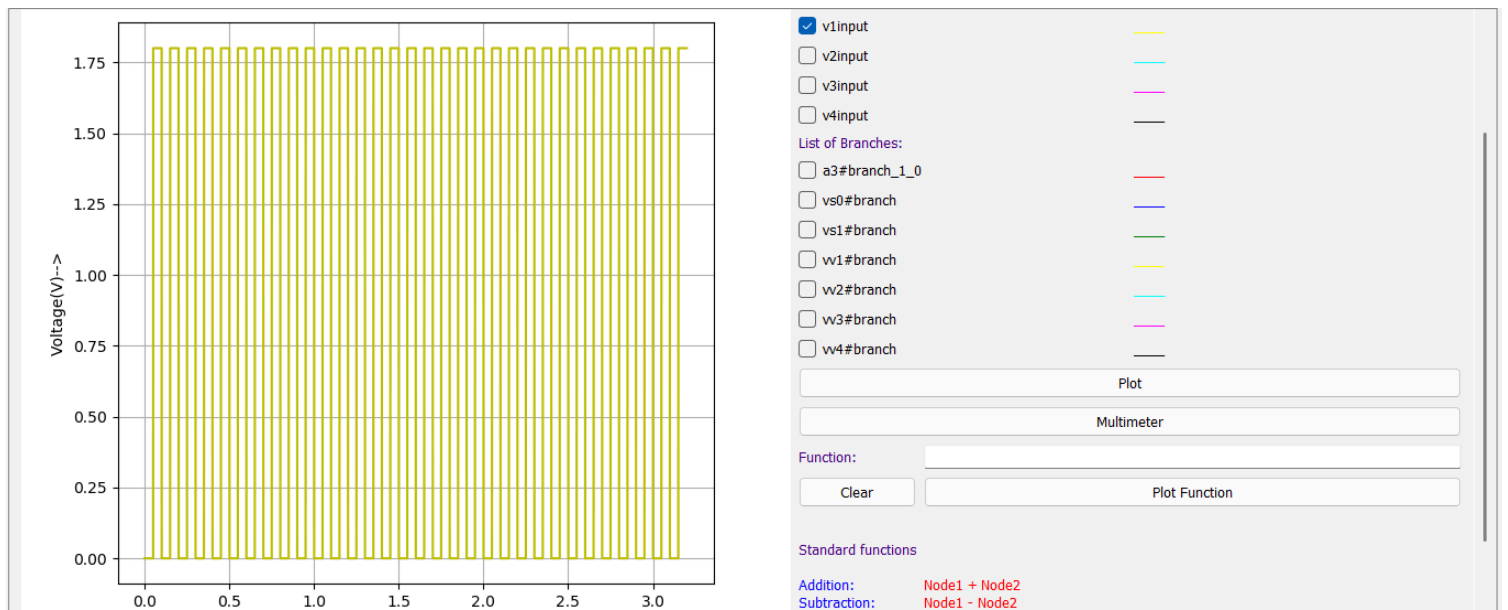 1.75
1.50
1.25
1.00
0.75
0.50
0.25
0.00
Voltage(V)-->
0.0 0.5 1.0 1.5 2.0 2.5 3.0
v1input
v2input
v3input
v4input
List of Branches:
a3#branch_1_0
vs0#branch
vs1#branch
vv1#branch
vv2#branch
vv3#branch
vv4#branch
Plot
Multimeter
Function:
Clear Plot Function
Standard functions
Addition: Node1 + Node2
Subtraction: Node1 - Node2